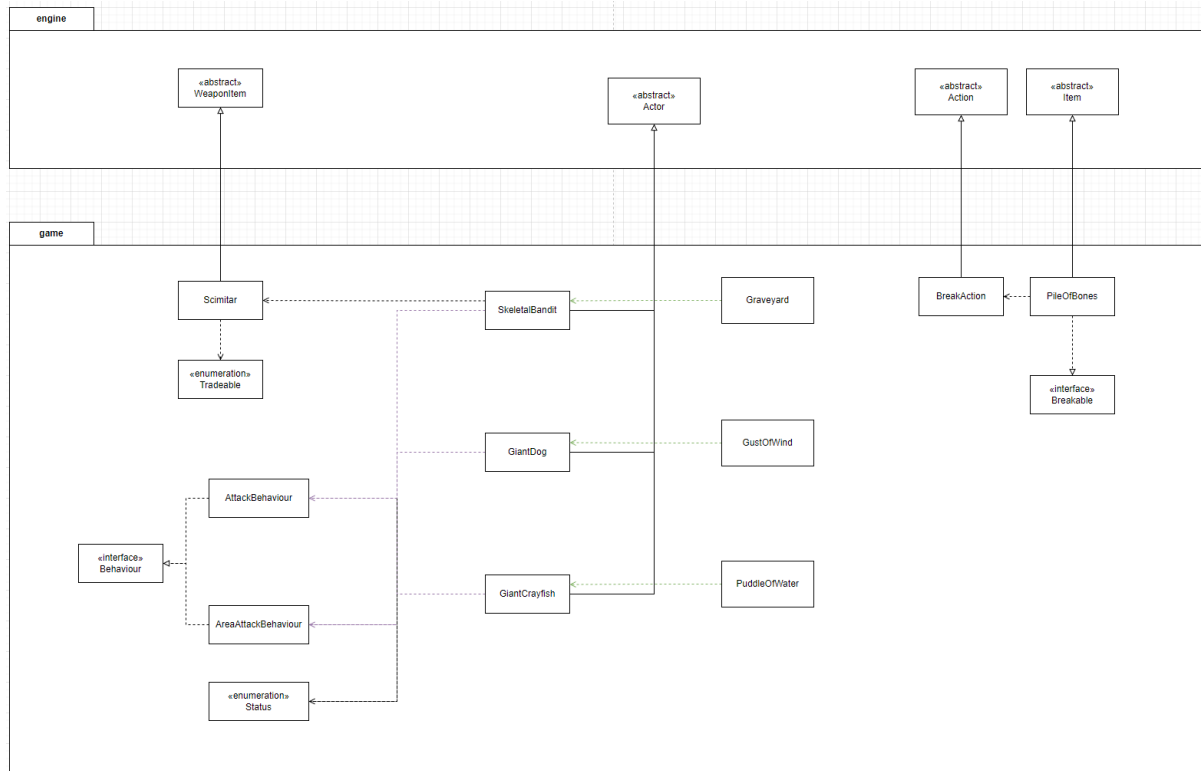 engine
«abstract»
WeaponItem
«abstract»
Actor
«abstract»
Action
«abstract»
Item
game
Scimitar
SkeletalBandit
Graveyard
BreakAction
PileOfBones
«enumeration»
Tradeable
«interface»
Breakable
GiantDog
GustOfWind
AttackBehaviour
«interface»
Behaviour
GiantCrayfish
PuddleOfWater
AreaAttackBehaviour
«enumeration»
Status